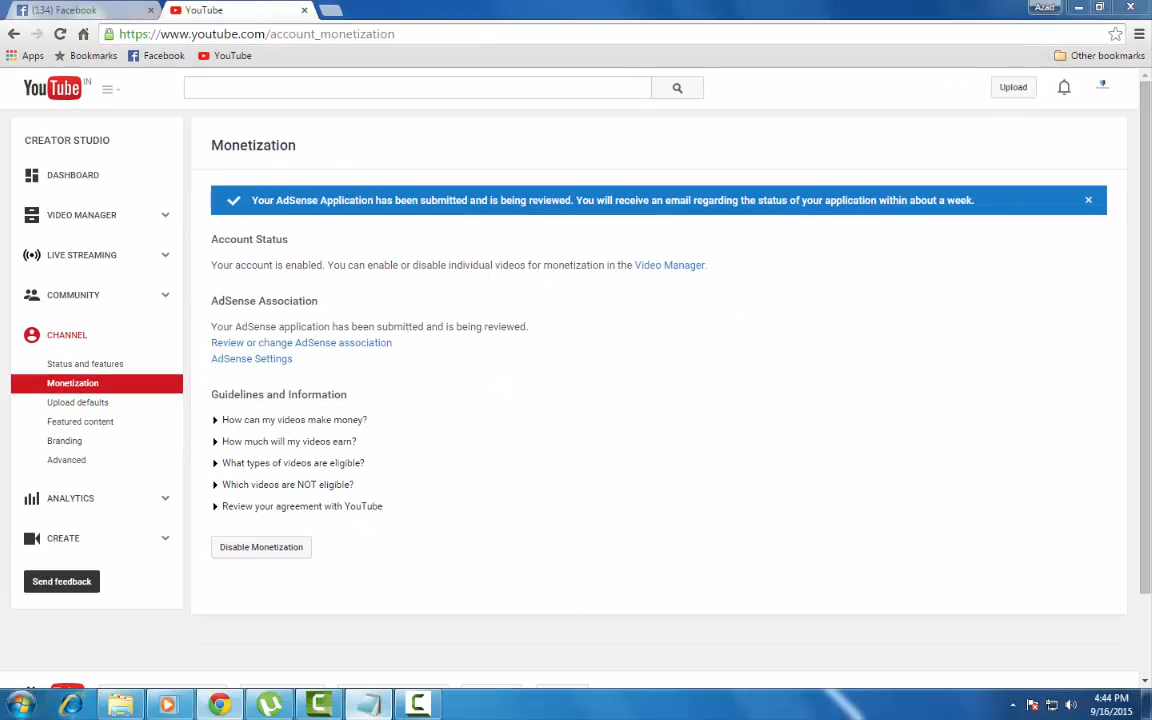 (134) Facebook
YouTube
Azad
https://www.youtube.com/account_monetization
Apps
Bookmarks
Facebook
YouTube
Other bookmarks
YouTube IN
Upload
CREATOR STUDIO
DASHBOARD
VIDEO MANAGER
LIVE STREAMING
COMMUNITY
CHANNEL
Status and features
Monetization
Upload defaults
Featured content
Branding
Advanced
ANALYTICS
CREATE
Send feedback
Monetization
Your AdSense Application has been submitted and is being reviewed. You will receive an email regarding the status of your application within about a week.
Account Status
Your account is enabled. You can enable or disable individual videos for monetization in the Video Manager.
AdSense Association
Your AdSense application has been submitted and is being reviewed.
Review or change AdSense association
AdSense Settings
Guidelines and Information
How can my videos make money?
How much will my videos earn?
What types of videos are eligible?
Which videos are NOT eligible?
Review your agreement with YouTube
Disable Monetization
4:44 PM
9/16/2015